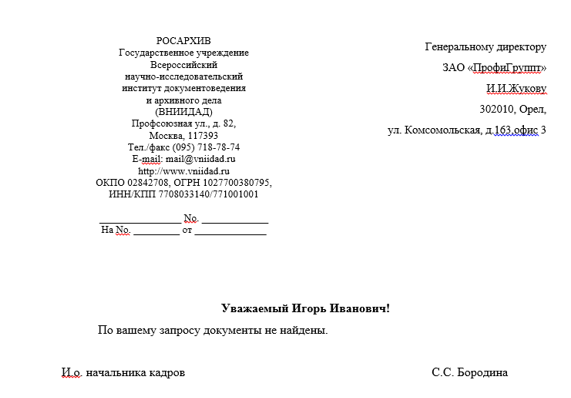 РОСАРХИВ
Государственное учреждение
Всероссийский
научно-исследовательский
институт документоведения
и архивного дела
(ВНИИДАД)
Профсоюзная ул., д. 82,
Москва, 117393
Тел./факс (095) 718-78-74
E-mail: mail@vniidad.ru
http://www.vniidad.ru
ОКПО 02842708, ОГРН 1027700380795,
ИНН/КПП 7708033140/771001001
_________________ No. ______________
На No. __________ от _______________
Генеральному директору
ЗАО «ПрофиГруппт»
И.И.Жукову
302010, Орел,
ул. Комсомольская, д.163,офис 3
Уважаемый Игорь Иванович!
По вашему запросу документы не найдены.
И.о. начальника кадров С.С. Бородина